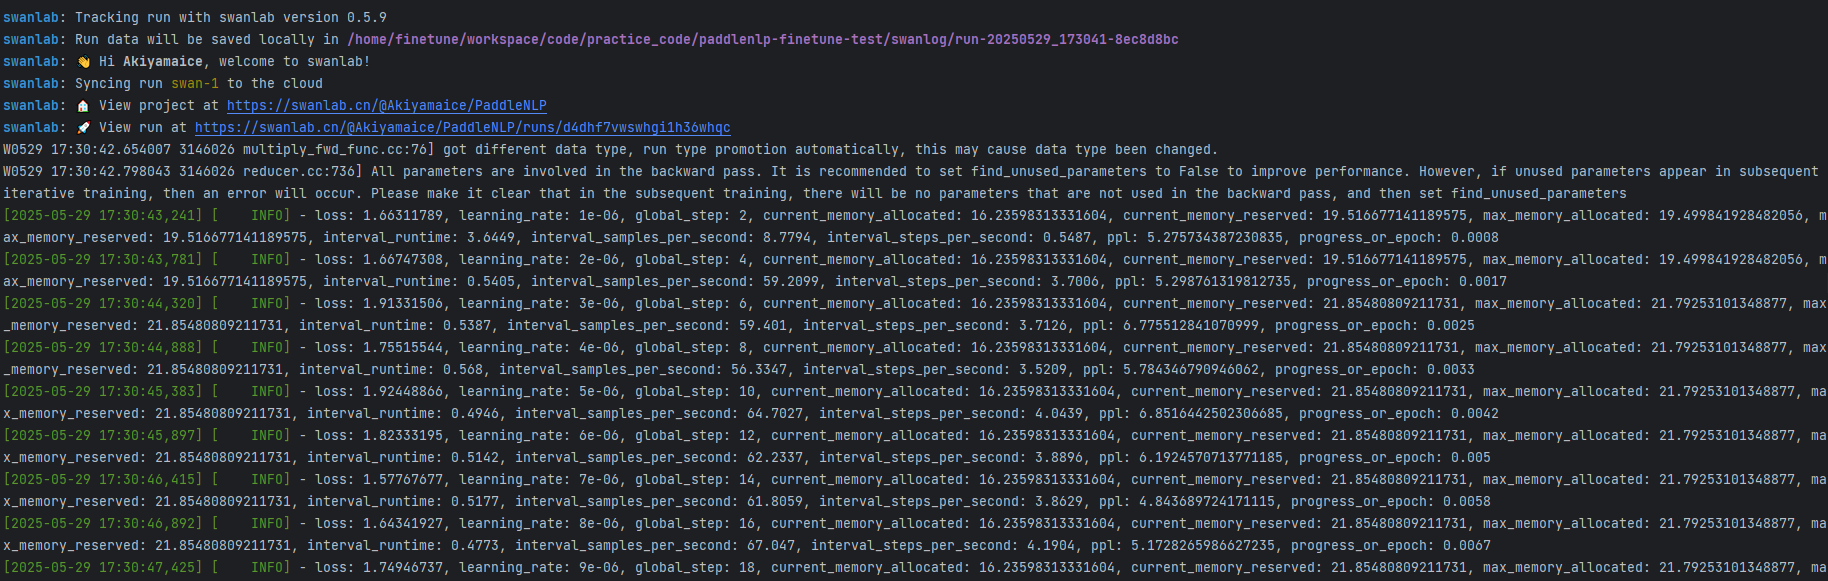 swanlab: Tracking run with swanlab version 0.5.9
swanlab: Run data will be saved locally in /home/finetune/workspace/code/practice_code/paddlenlp-finetune-test/swanlog/run-20250529_173041-8ec8d8bc
swanlab: 👋 Hi Akiyamaice, welcome to swanlab!
swanlab: Syncing run swan-1 to the cloud
swanlab: 🏠 View project at https://swanlab.cn/@Akiyamaice/PaddleNLP
swanlab: 🚀 View run at https://swanlab.cn/@Akiyamaice/PaddleNLP/runs/d4dhf7vwswhgi1h36whqc
W0529 17:30:42.654007 3146026 multiply_fwd_func.cc:76] got different data type, run type promotion automatically, this may cause data type been changed.
W0529 17:30:42.798043 3146026 reducer.cc:736] All parameters are involved in the backward pass. It is recommended to set find_unused_parameters to False to improve performance. However, if unused parameters appear in subsequent
iterative training, then an error will occur. Please make it clear that in the subsequent training, there will be no parameters that are not used in the backward pass, and then set find_unused_parameters
[2025-05-29 17:30:43,241] [    INFO] - loss: 1.66311789, learning_rate: 1e-06, global_step: 2, current_memory_allocated: 16.23598313331604, current_memory_reserved: 19.516677141189575, max_memory_allocated: 19.499841928482056, m
ax_memory_reserved: 19.516677141189575, interval_runtime: 3.6449, interval_samples_per_second: 8.7794, interval_steps_per_second: 0.5487, ppl: 5.275734387230835, progress_or_epoch: 0.0008
[2025-05-29 17:30:43,781] [    INFO] - loss: 1.66747308, learning_rate: 2e-06, global_step: 4, current_memory_allocated: 16.23598313331604, current_memory_reserved: 19.516677141189575, max_memory_allocated: 19.499841928482056, m
ax_memory_reserved: 19.516677141189575, interval_runtime: 0.5405, interval_samples_per_second: 59.2099, interval_steps_per_second: 3.7006, ppl: 5.298761319812735, progress_or_epoch: 0.0017
[2025-05-29 17:30:44,320] [    INFO] - loss: 1.91331506, learning_rate: 3e-06, global_step: 6, current_memory_allocated: 16.23598313331604, current_memory_reserved: 21.85480809211731, max_memory_allocated: 21.79253101348877, max
_memory_reserved: 21.85480809211731, interval_runtime: 0.5387, interval_samples_per_second: 59.401, interval_steps_per_second: 3.7126, ppl: 6.775512841070999, progress_or_epoch: 0.0025
[2025-05-29 17:30:44,888] [    INFO] - loss: 1.75515544, learning_rate: 4e-06, global_step: 8, current_memory_allocated: 16.23598313331604, current_memory_reserved: 21.85480809211731, max_memory_allocated: 21.79253101348877, max
_memory_reserved: 21.85480809211731, interval_runtime: 0.568, interval_samples_per_second: 56.3347, interval_steps_per_second: 3.5209, ppl: 5.784346790946062, progress_or_epoch: 0.0033
[2025-05-29 17:30:45,383] [    INFO] - loss: 1.92448866, learning_rate: 5e-06, global_step: 10, current_memory_allocated: 16.23598313331604, current_memory_reserved: 21.85480809211731, max_memory_allocated: 21.79253101348877, ma
x_memory_reserved: 21.85480809211731, interval_runtime: 0.4946, interval_samples_per_second: 64.7027, interval_steps_per_second: 4.0439, ppl: 6.8516442502306685, progress_or_epoch: 0.0042
[2025-05-29 17:30:45,897] [    INFO] - loss: 1.82333195, learning_rate: 6e-06, global_step: 12, current_memory_allocated: 16.23598313331604, current_memory_reserved: 21.85480809211731, max_memory_allocated: 21.79253101348877, ma
x_memory_reserved: 21.85480809211731, interval_runtime: 0.5142, interval_samples_per_second: 62.2337, interval_steps_per_second: 3.8896, ppl: 6.1924570713771185, progress_or_epoch: 0.005
[2025-05-29 17:30:46,415] [    INFO] - loss: 1.57767677, learning_rate: 7e-06, global_step: 14, current_memory_allocated: 16.23598313331604, current_memory_reserved: 21.85480809211731, max_memory_allocated: 21.79253101348877, ma
x_memory_reserved: 21.85480809211731, interval_runtime: 0.5177, interval_samples_per_second: 61.8059, interval_steps_per_second: 3.8629, ppl: 4.843689724171115, progress_or_epoch: 0.0058
[2025-05-29 17:30:46,892] [    INFO] - loss: 1.64341927, learning_rate: 8e-06, global_step: 16, current_memory_allocated: 16.23598313331604, current_memory_reserved: 21.85480809211731, max_memory_allocated: 21.79253101348877, ma
x_memory_reserved: 21.85480809211731, interval_runtime: 0.4773, interval_samples_per_second: 67.047, interval_steps_per_second: 4.1904, ppl: 5.1728265986627235, progress_or_epoch: 0.0067
[2025-05-29 17:30:47,425] [    INFO] - loss: 1.74946737, learning_rate: 9e-06, global_step: 18, current_memory_allocated: 16.23598313331604, current_memory_reserved: 21.85480809211731, max_memory_allocated: 21.79253101348877, ma